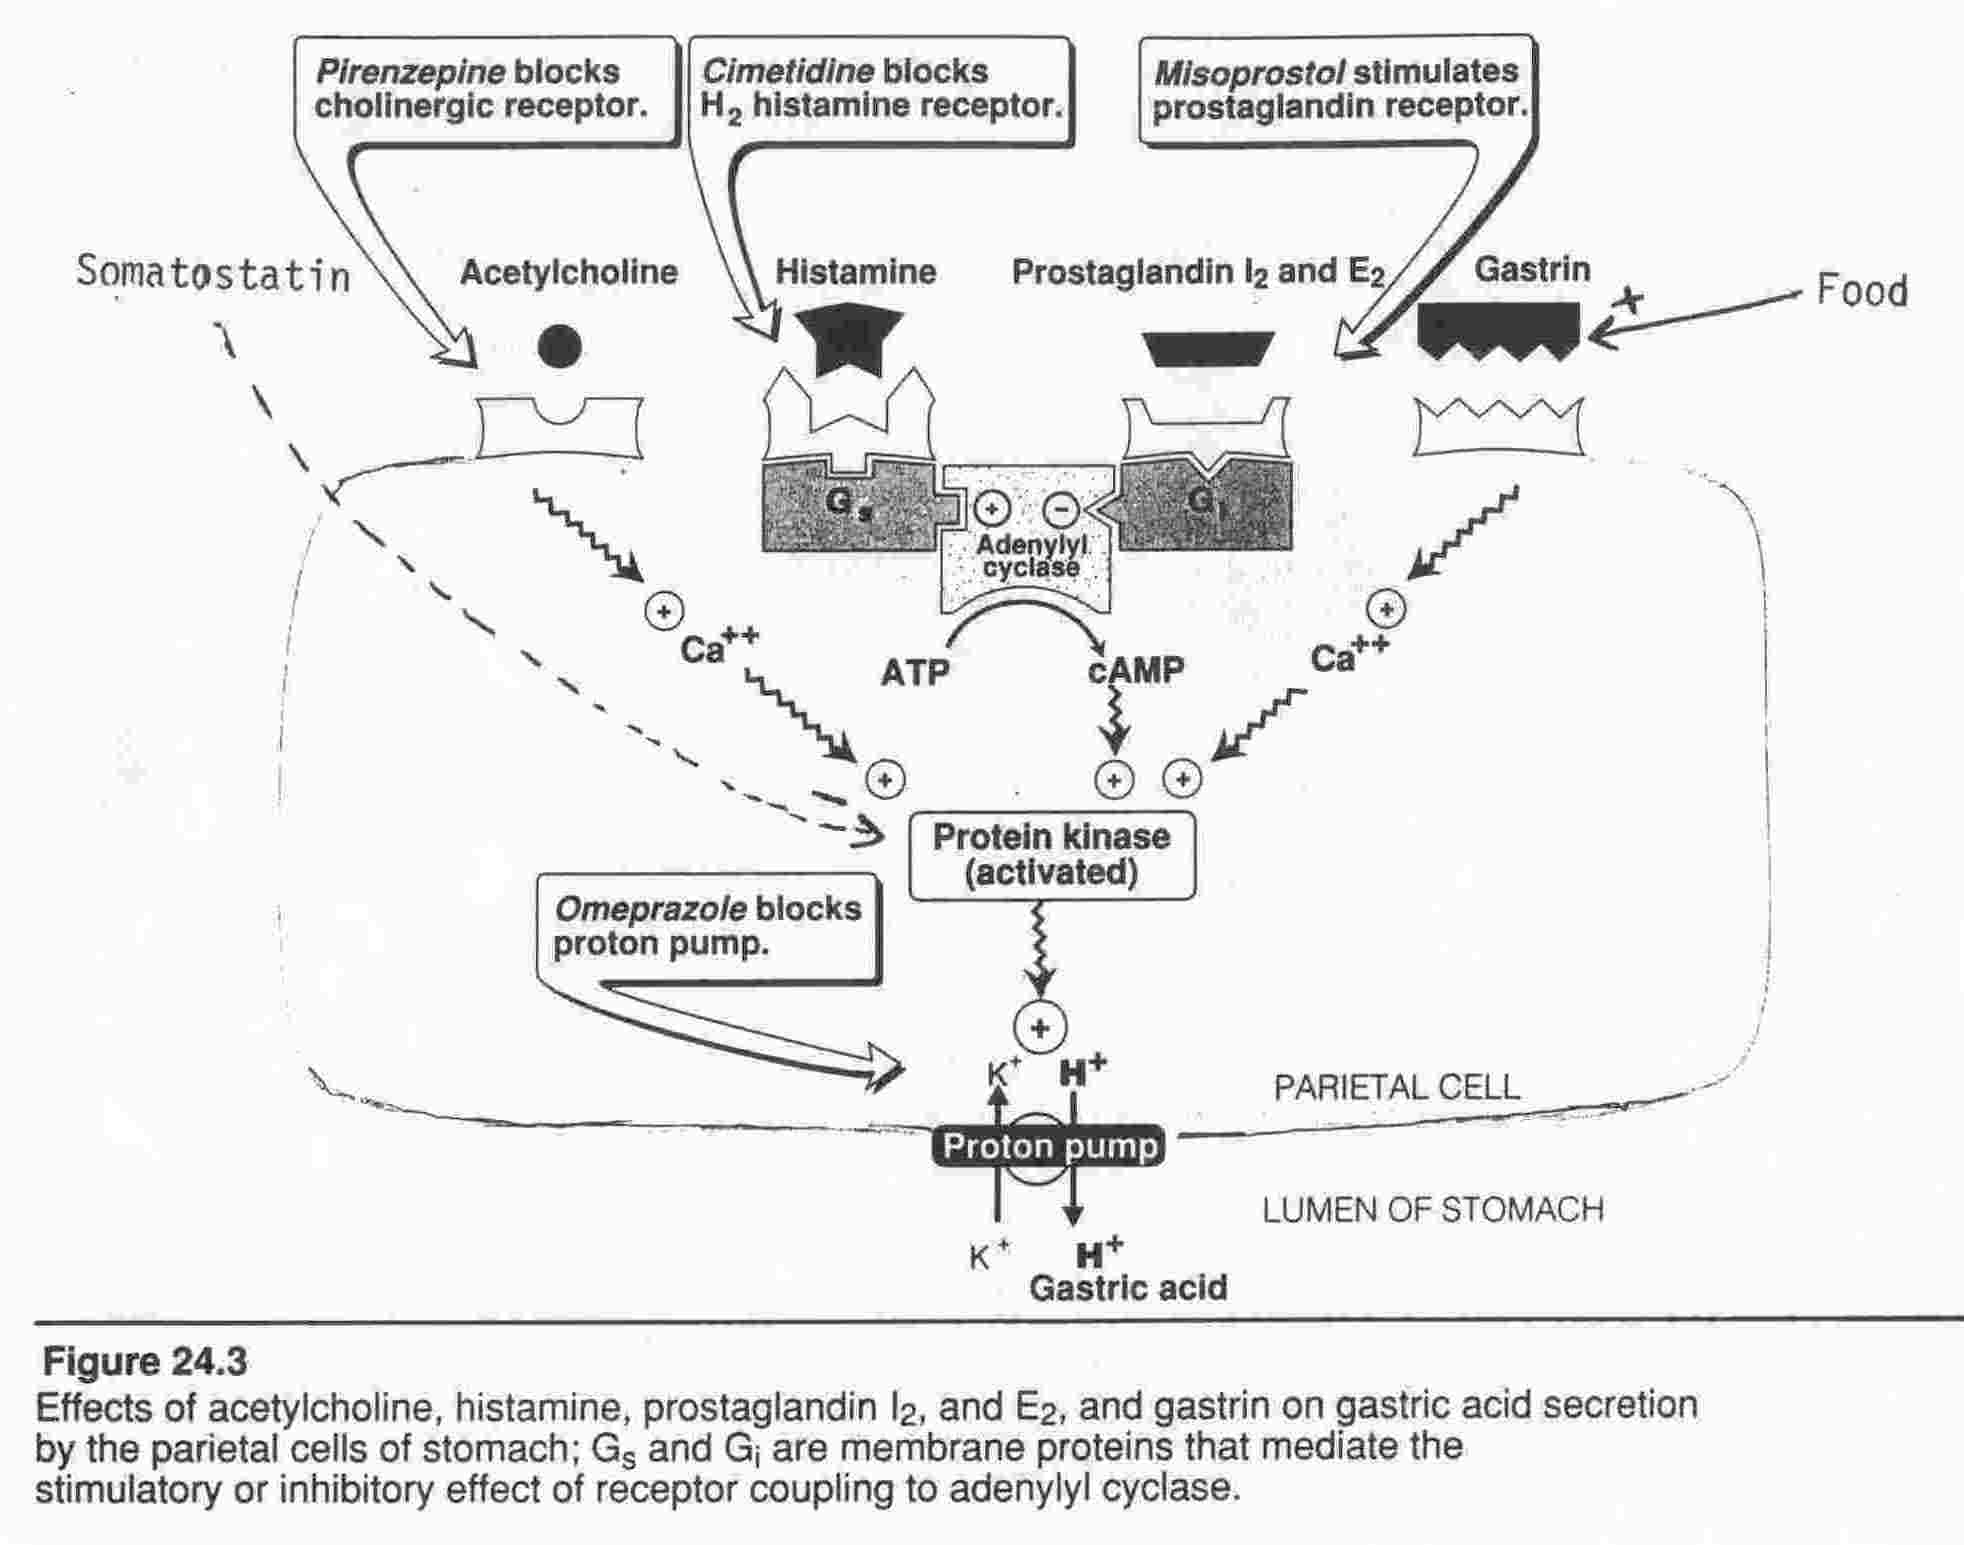 Pirenzepine blocks
cholinergic receptor.
Cimetidine blocks
H₂ histamine receptor.
Misoprostol stimulates
prostaglandin receptor.
Somatostatin
Acetylcholine
Histamine
Prostaglandin I₂ and E₂
Gastrin
+
Food
Gₛ
+
−
Gᵢ
Adenylyl
cyclase
+
Ca⁺⁺
ATP
cAMP
+
Ca⁺⁺
+
+
+
−
Protein kinase
(activated)
Omeprazole blocks
proton pump.
+
K⁺
H⁺
PARIETAL CELL
Proton pump
LUMEN OF STOMACH
K⁺
H⁺
Gastric acid
Figure 24.3
Effects of acetylcholine, histamine, prostaglandin I₂, and E₂, and gastrin on gastric acid secretion
by the parietal cells of stomach; Gₛ and Gᵢ are membrane proteins that mediate the
stimulatory or inhibitory effect of receptor coupling to adenylyl cyclase.